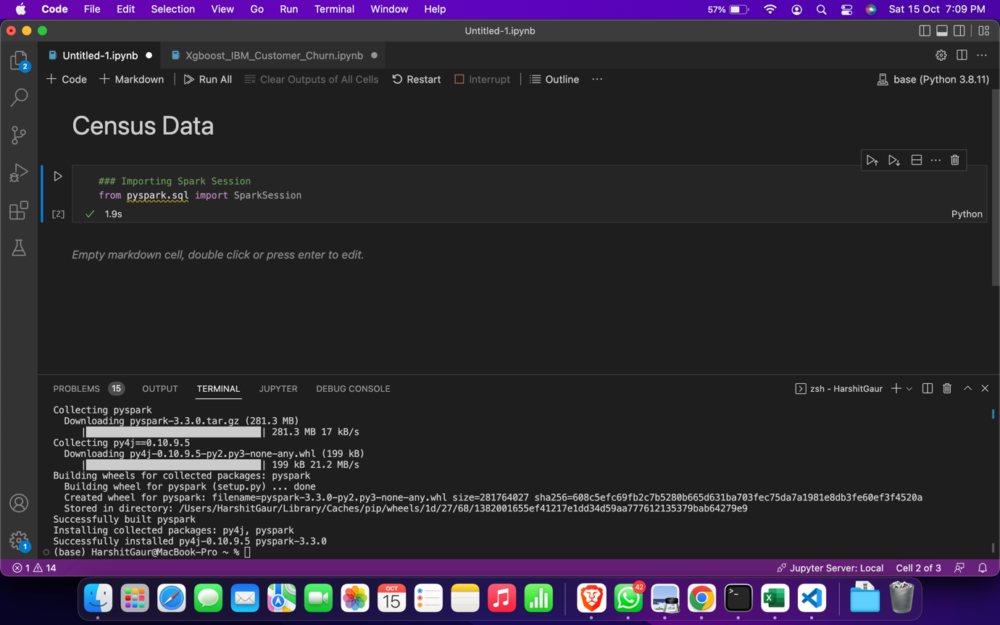 Code File Edit Selection View Go Run Terminal Window Help 57% Sat 15 Oct 7:09 PM
Untitled-1.ipynb
Untitled-1.ipynb Xgboost_IBM_Customer_Churn.ipynb
2
Code Markdown Run All Clear Outputs of All Cells Restart Interrupt Outline ... base (Python 3.8.11)
Census Data
### Importing Spark Session
from pyspark.sql import SparkSession
[2] 1.9s Python
Empty markdown cell, double click or press enter to edit.
PROBLEMS 15 OUTPUT TERMINAL JUPYTER DEBUG CONSOLE zsh - HarshitGaur
Collecting pyspark
Downloading pyspark-3.3.0.tar.gz (281.3 MB)
| | 281.3 MB 17 kB/s
Collecting py4j==0.10.9.5
Downloading py4j-0.10.9.5-py2.py3-none-any.whl (199 kB)
| | 199 kB 21.2 MB/s
Building wheels for collected packages: pyspark
Building wheel for pyspark (setup.py) ... done
Created wheel for pyspark: filename=pyspark-3.3.0-py2.py3-none-any.whl size=281764027 sha256=608c5efc69fb2c7b5280b665d631ba703fec75da7a1981e8db3fe60ef3f4520a
Stored in directory: /Users/HarshitGaur/Library/Caches/pip/wheels/1d/27/68/1382001655ef41217e1dd34d59aa777612135379bab64279e9
Successfully built pyspark
Installing collected packages: py4j, pyspark
Successfully installed py4j-0.10.9.5 pyspark-3.3.0
(base) HarshitGaur@MacBook-Pro ~ %
1
1 14 Jupyter Server: Local Cell 2 of 3
OCT
15
42